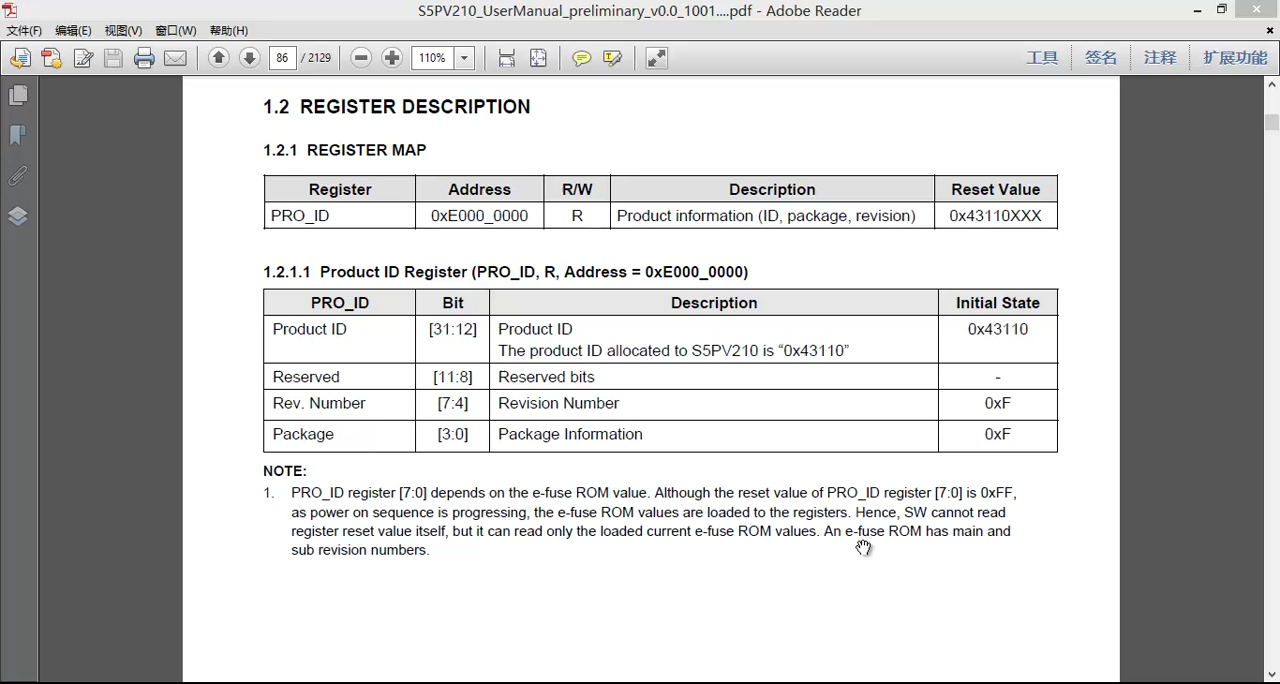 S5PV210_UserManual_preliminary_v0.0_1001....pdf - Adobe Reader
文件(F) 编辑(E) 视图(V) 窗口(W) 帮助(H)
86 / 2129 110% 工具 签名 注释 扩展功能
1.2 REGISTER DESCRIPTION
1.2.1 REGISTER MAP
Register Address R/W Description Reset Value
PRO_ID 0xE000_0000 R Product information (ID, package, revision) 0x43110XXX
1.2.1.1 Product ID Register (PRO_ID, R, Address = 0xE000_0000)
PRO_ID Bit Description Initial State
Product ID [31:12] Product ID 0x43110
The product ID allocated to S5PV210 is “0x43110”
Reserved [11:8] Reserved bits -
Rev. Number [7:4] Revision Number 0xF
Package [3:0] Package Information 0xF
NOTE:
1. PRO_ID register [7:0] depends on the e-fuse ROM value. Although the reset value of PRO_ID register [7:0] is 0xFF,
as power on sequence is progressing, the e-fuse ROM values are loaded to the registers. Hence, SW cannot read
register reset value itself, but it can read only the loaded current e-fuse ROM values. An e-fuse ROM has main and
sub revision numbers.